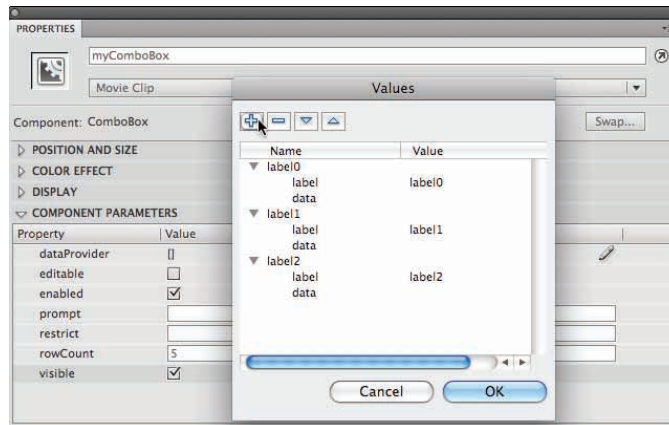 PROPERTIES
myComboBox
Movie Clip
Component: ComboBox
Swap...
POSITION AND SIZE
COLOR EFFECT
DISPLAY
COMPONENT PARAMETERS
Property Value
dataProvider []
editable
enabled
prompt
restrict
rowCount 5
visible
Values
Name Value
label0
label label0
data
label1
label label1
data
label2
label label2
data
Cancel OK